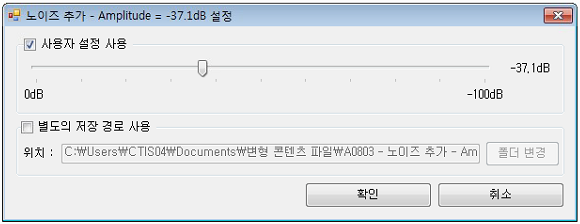 노이즈 추가 - Amplitude = -37.1dB 설정
사용자 설정 사용
-37.1dB
0dB -100dB
별도의 저장 경로 사용
위치 : C:₩Users₩CTIS04₩Documents₩변형 콘텐츠 파일₩A0803 - 노이즈 추가 - Am 폴더 변경
확인 취소